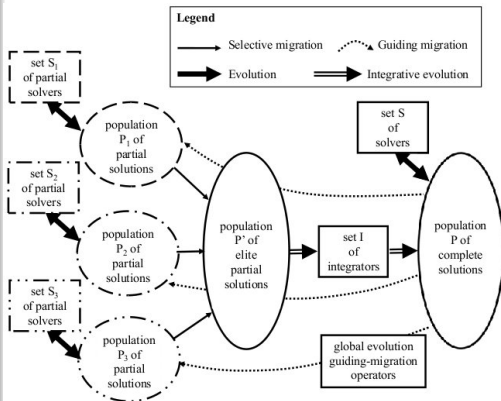 Legend
Selective migration
Guiding migration
Evolution
Integrative evolution
set S₁
of partial
solvers
population
P₁ of
partial
solutions
set S₂
of partial
solvers
population
P₂ of
partial
solutions
set S₃
of partial
solvers
population
P₃ of
partial
solutions
population
P' of
elite
partial
solutions
set I
of
integrators
set S
of
solvers
population
P of
complete
solutions
global evolution
guiding-migration
operators